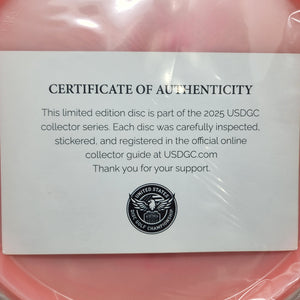 CERTIFICATE OF AUTHENTICITY
This limited edition disc is part of the 2025 USDGC
collector series. Each disc was carefully inspected,
stickered, and registered in the official online
collector guide at USDGC.com
Thank you for your support.
UNITED STATES
DISC GOLF CHAMPIONSHIP